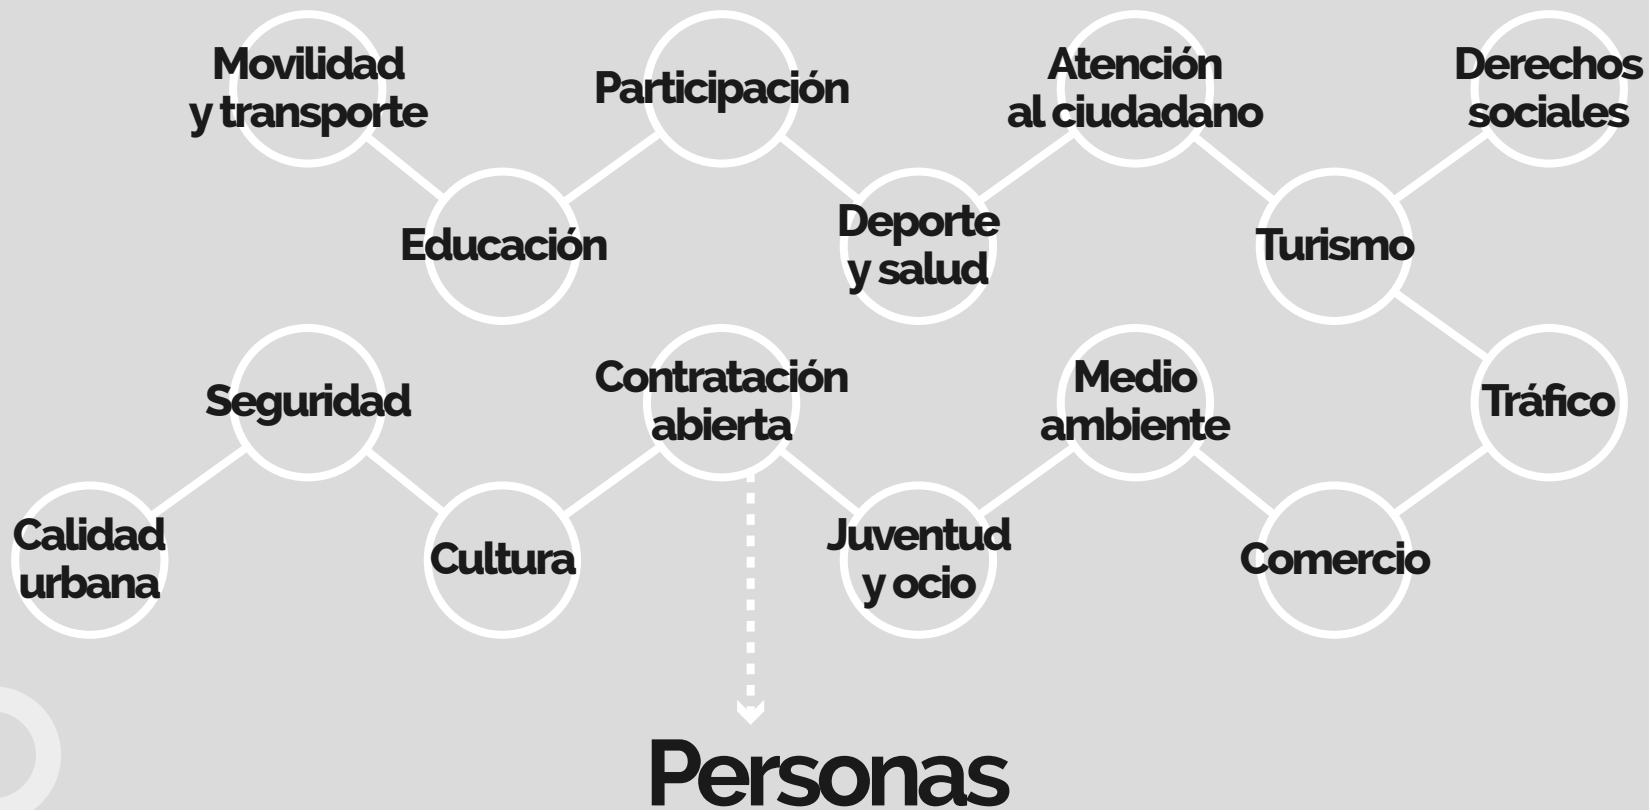 Movilidad
y transporte
Participación
Atención
al ciudadano
Derechos
sociales
Educación
Deporte
y salud
Turismo
Seguridad
Contratación
abierta
Medio
ambiente
Tráfico
Calidad
urbana
Cultura
Juventud
y ocio
Comercio
Personas